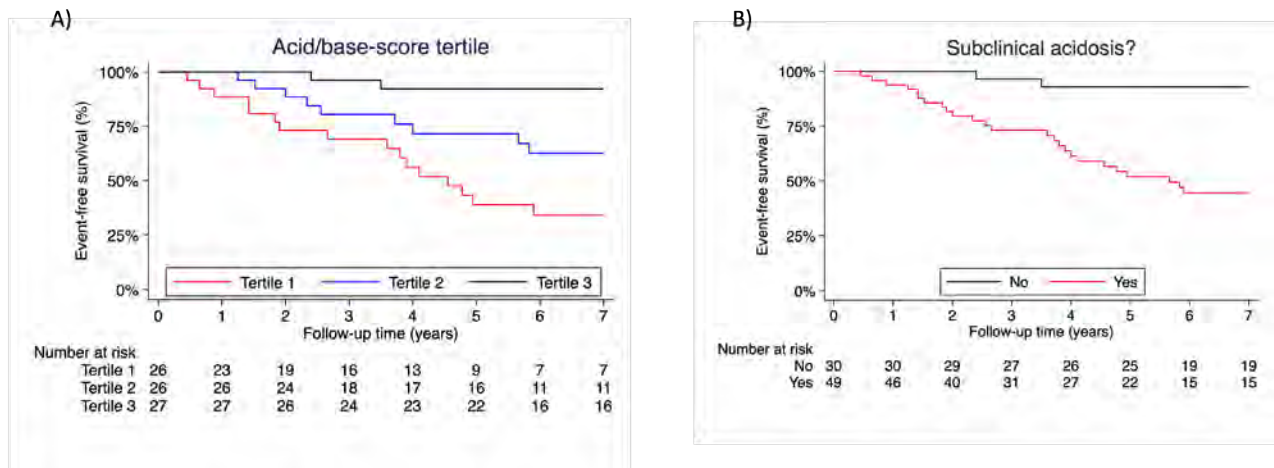 A)
Acid/base-score tertile
Event-free survival (%)
100%
75%
50%
25%
0%
Tertile 1 Tertile 2 Tertile 3
0 1 2 3 4 5 6 7
Follow-up time (years)
Number at risk
Tertile 1 26 23 19 16 13 9 7 7
Tertile 2 26 26 24 18 17 16 11 11
Tertile 3 27 27 26 24 23 22 16 16
B)
Subclinical acidosis?
Event-free survival (%)
100%
75%
50%
25%
0%
No Yes
0 1 2 3 4 5 6 7
Follow-up time (years)
Number at risk
No 30 30 29 27 26 25 19 19
Yes 49 46 40 31 27 22 15 15